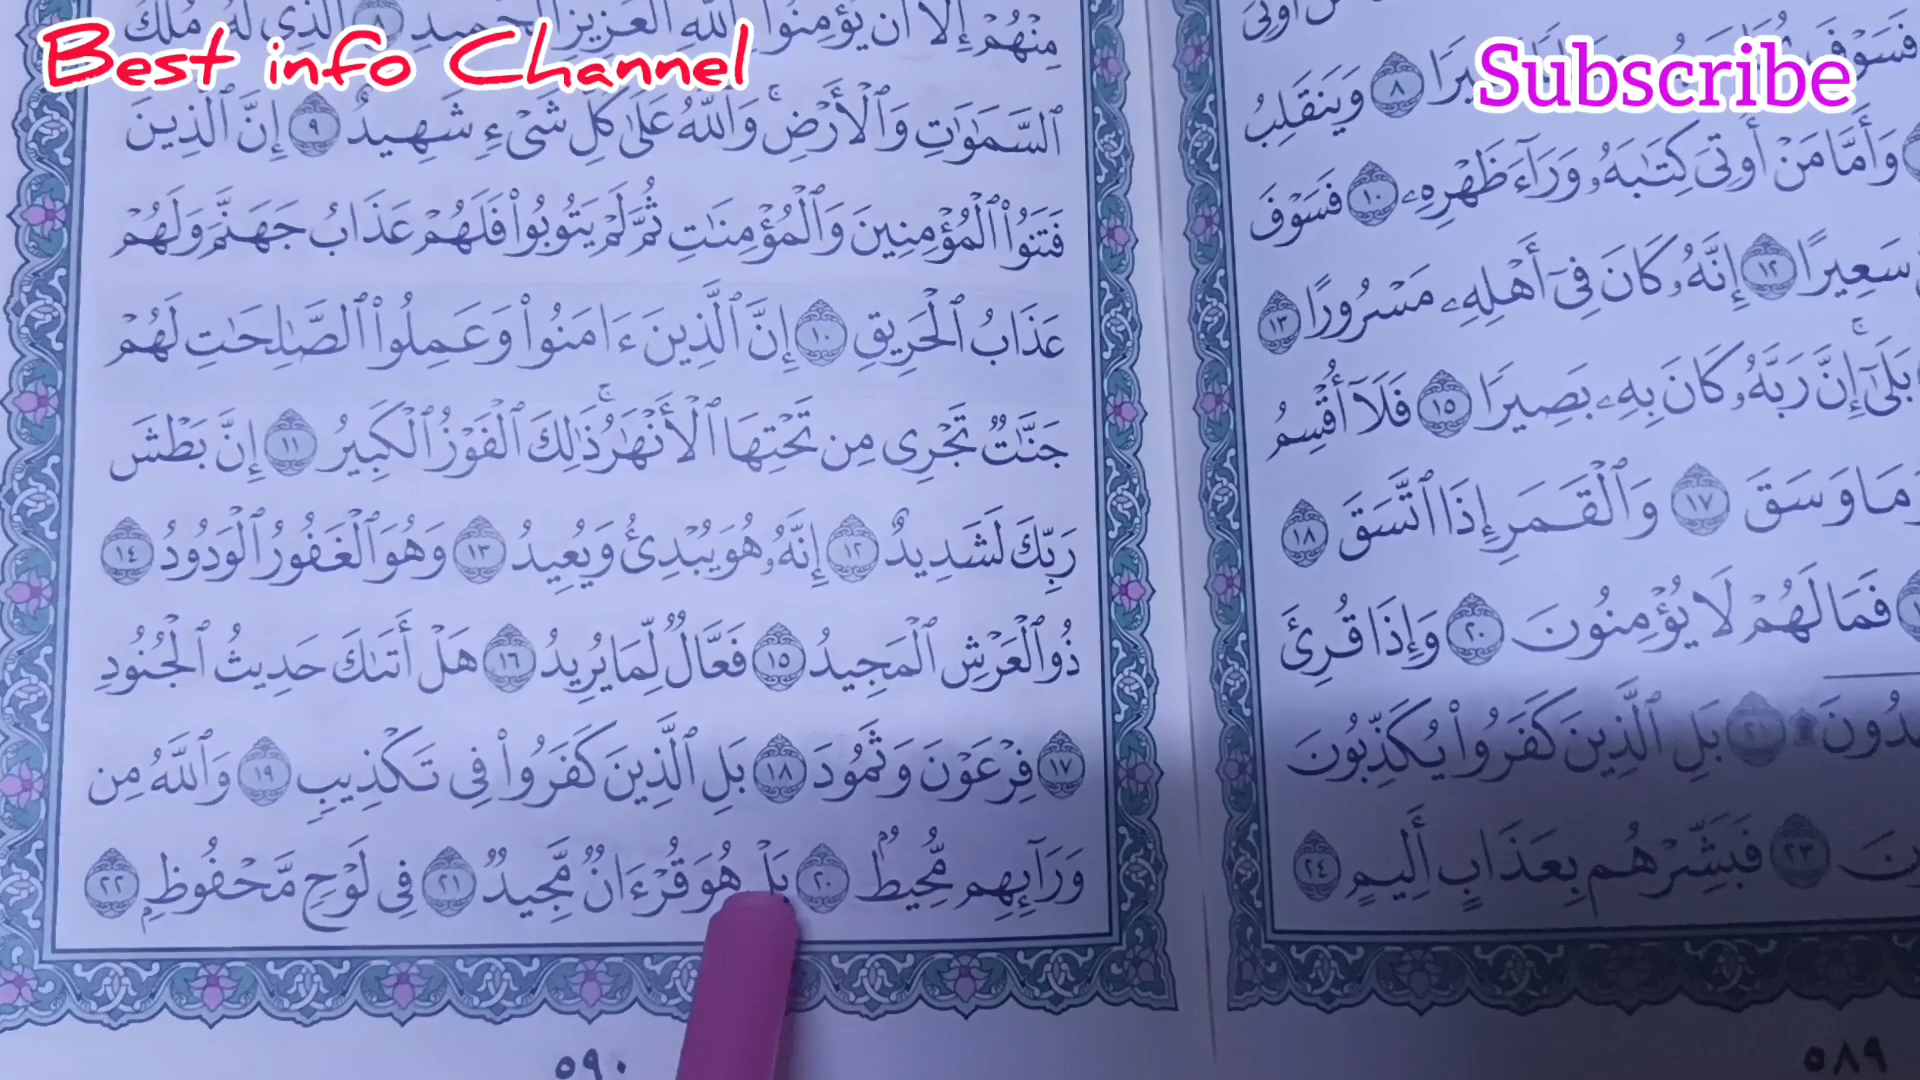 Best info Channel
Subscribe
فَسَوْفَ
٨ وَيَنقَلِبُ
وَأَمَّا مَنْ أُوتِىَ كِتَٰبَهُۥ وَرَآءَ ظَهْرِهِۦ ١٠ فَسَوْفَ
سَعِيرًا ١٢ إِنَّهُۥ كَانَ فِىٓ أَهْلِهِۦ مَسْرُورًا ١٣
بَلَىٰٓ ۚ إِنَّ رَبَّهُۥ كَانَ بِهِۦ بَصِيرًا ١٥ فَلَآ أُقْسِمُ
وَمَا وَسَقَ ١٧ وَٱلْقَمَرِ إِذَا ٱتَّسَقَ ١٨
فَمَا لَهُمْ لَا يُؤْمِنُونَ ٢٠ وَإِذَا قُرِئَ
۩ ٢١ بَلِ ٱلَّذِينَ كَفَرُوا۟ يُكَذِّبُونَ
٢٣ فَبَشِّرْهُم بِعَذَابٍ أَلِيمٍ ٢٤
٥٨٩
مِنْهُمْ إِلَّآ أَن يُؤْمِنُوا۟ بِٱللَّهِ ٱلْعَزِيزِ ٱلْحَمِيدِ ٨ ٱلَّذِى لَهُۥ مُلْكُ
ٱلسَّمَٰوَٰتِ وَٱلْأَرْضِ ۚ وَٱللَّهُ عَلَىٰ كُلِّ شَىْءٍ شَهِيدٌ ٩ إِنَّ ٱلَّذِينَ
فَتَنُوا۟ ٱلْمُؤْمِنِينَ وَٱلْمُؤْمِنَٰتِ ثُمَّ لَمْ يَتُوبُوا۟ فَلَهُمْ عَذَابُ جَهَنَّمَ وَلَهُمْ
عَذَابُ ٱلْحَرِيقِ ١٠ إِنَّ ٱلَّذِينَ ءَامَنُوا۟ وَعَمِلُوا۟ ٱلصَّٰلِحَٰتِ لَهُمْ
جَنَّٰتٌ تَجْرِى مِن تَحْتِهَا ٱلْأَنْهَٰرُ ۚ ذَٰلِكَ ٱلْفَوْزُ ٱلْكَبِيرُ ١١ إِنَّ بَطْشَ
رَبِّكَ لَشَدِيدٌ ١٢ إِنَّهُۥ هُوَ يُبْدِئُ وَيُعِيدُ ١٣ وَهُوَ ٱلْغَفُورُ ٱلْوَدُودُ ١٤
ذُو ٱلْعَرْشِ ٱلْمَجِيدُ ١٥ فَعَّالٌ لِّمَا يُرِيدُ ١٦ هَلْ أَتَىٰكَ حَدِيثُ ٱلْجُنُودِ
١٧ فِرْعَوْنَ وَثَمُودَ ١٨ بَلِ ٱلَّذِينَ كَفَرُوا۟ فِى تَكْذِيبٍ ١٩ وَٱللَّهُ مِن
وَرَآئِهِم مُّحِيطٌۢ ٢٠ بَلْ هُوَ قُرْءَانٌ مَّجِيدٌ ٢١ فِى لَوْحٍ مَّحْفُوظٍۭ ٢٢
٥٩٠